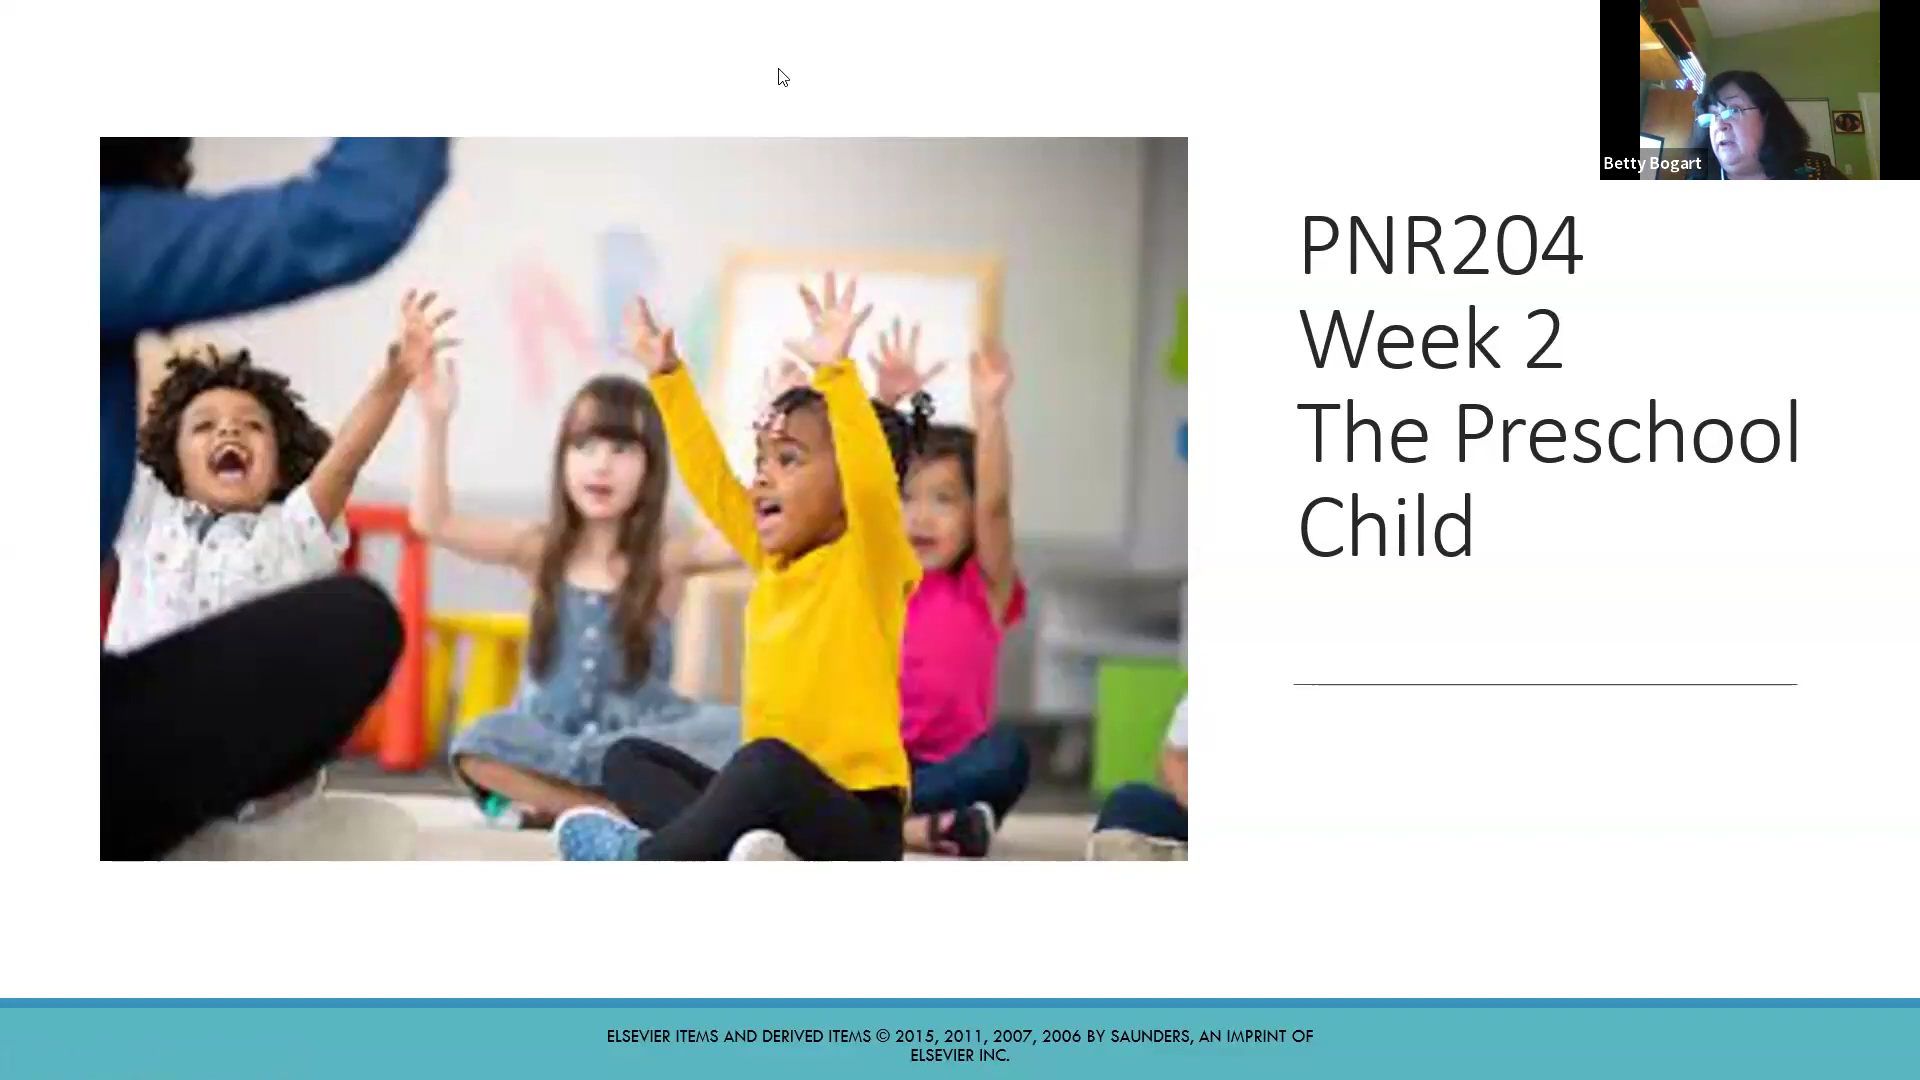 Betty Bogart
PNR204
Week 2
The Preschool
Child
ELSEVIER ITEMS AND DERIVED ITEMS © 2015, 2011, 2007, 2006 BY SAUNDERS, AN IMPRINT OF
ELSEVIER INC.